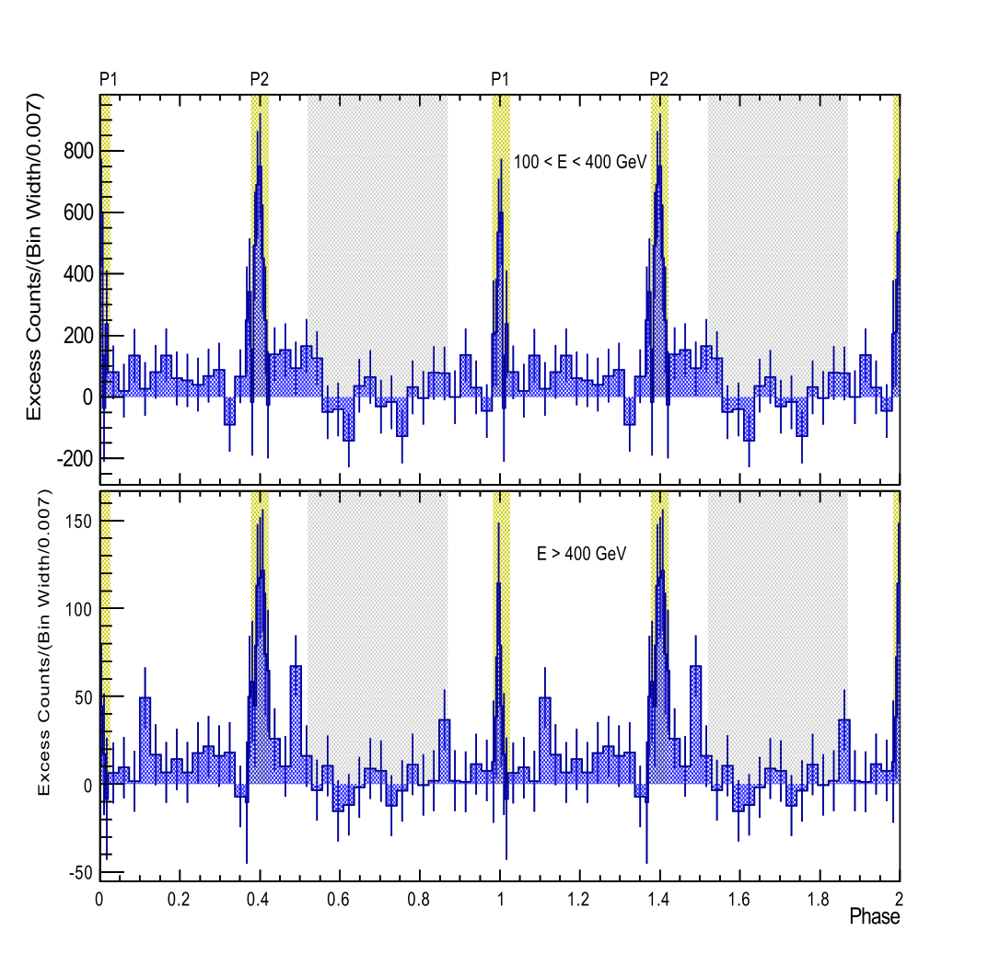 P1 P2 P1 P2
Excess Counts/(Bin Width/0.007)
800
600
400
200
0
-200
100 < E < 400 GeV
Excess Counts/(Bin Width/0.007)
150
100
50
0
-50
E > 400 GeV
0 0.2 0.4 0.6 0.8 1 1.2 1.4 1.6 1.8 2
Phase